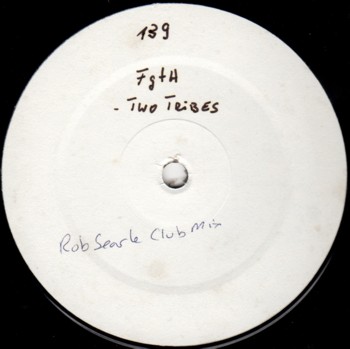 139
FgtH
- TWO TRIBES
Rob Searle Club Mix